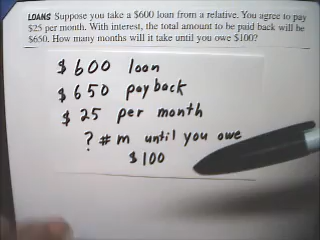 LOANS Suppose you take a $600 loan from a relative. You agree to pay
$25 per month. With interest, the total amount to be paid back will be
$650. How many months will it take until you owe $100?
$600 loan
$650 payback
$25 per month
? # m until you owe
$100